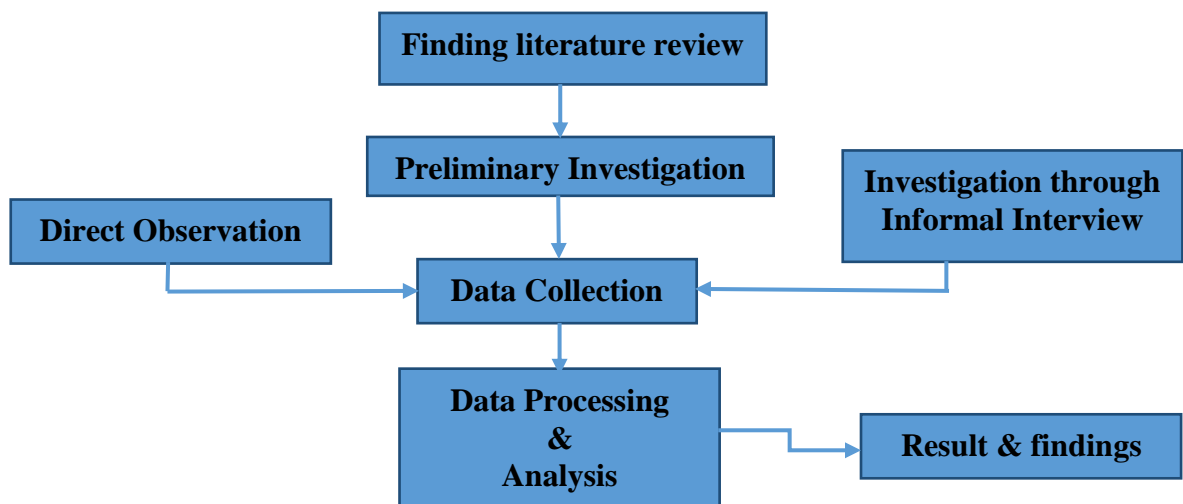 Finding literature review
Preliminary Investigation
Investigation through
Informal Interview
Direct Observation
Data Collection
Data Processing
&
Analysis
Result & findings